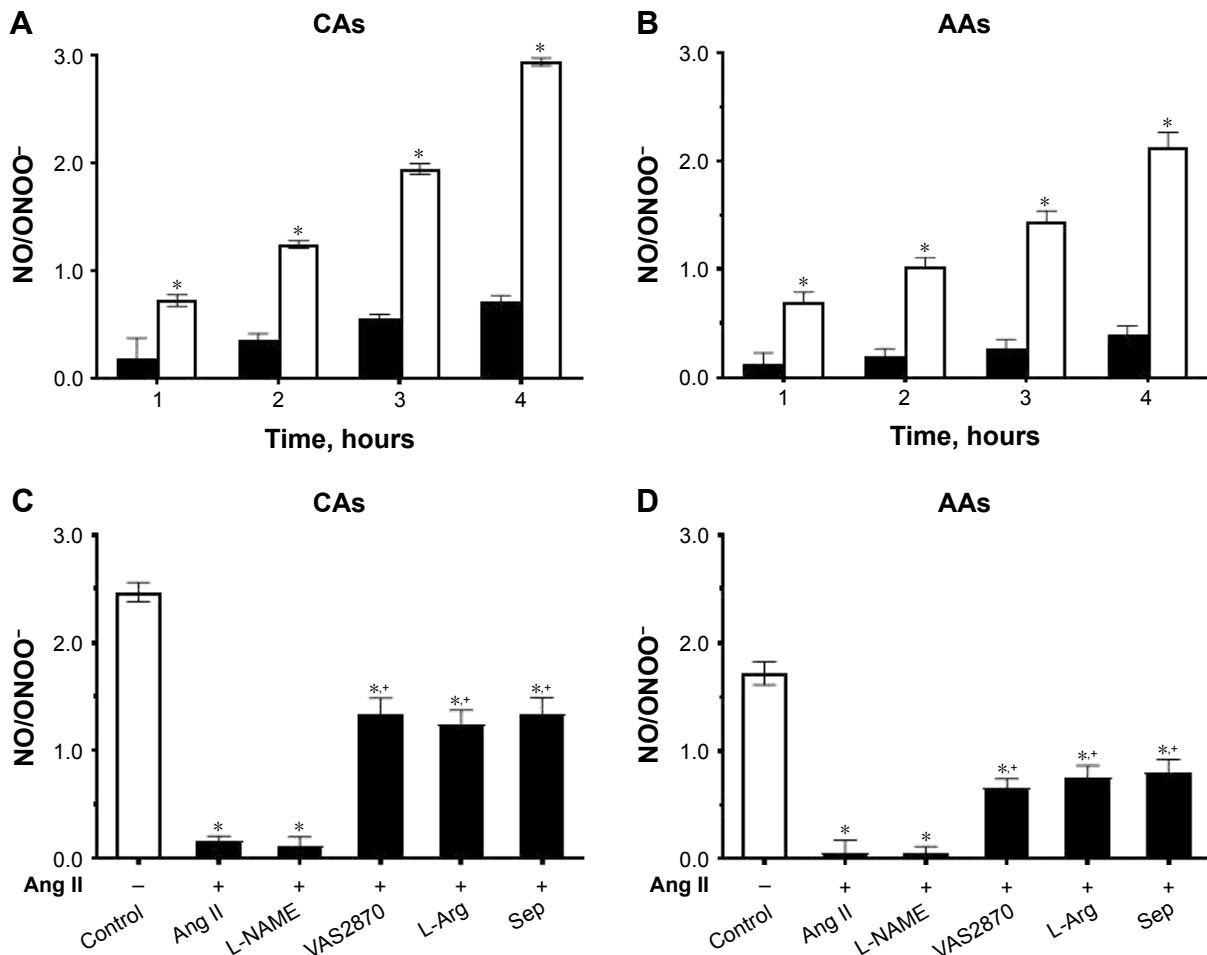 A
CAs
NO/ONOO⁻
3.0
2.0
1.0
0.0
*
*
*
*
1 2 3 4
Time, hours
B
AAs
NO/ONOO⁻
3.0
2.0
1.0
0.0
*
*
*
*
1 2 3 4
Time, hours
C
CAs
NO/ONOO⁻
3.0
2.0
1.0
0.0
* * *,+ *,+ *,+
Ang II – + + + + +
Control Ang II L-NAME VAS2870 L-Arg Sep
D
AAs
NO/ONOO⁻
3.0
2.0
1.0
0.0
* * *,+ *,+ *,+
Ang II – + + + + +
Control Ang II L-NAME VAS2870 L-Arg Sep